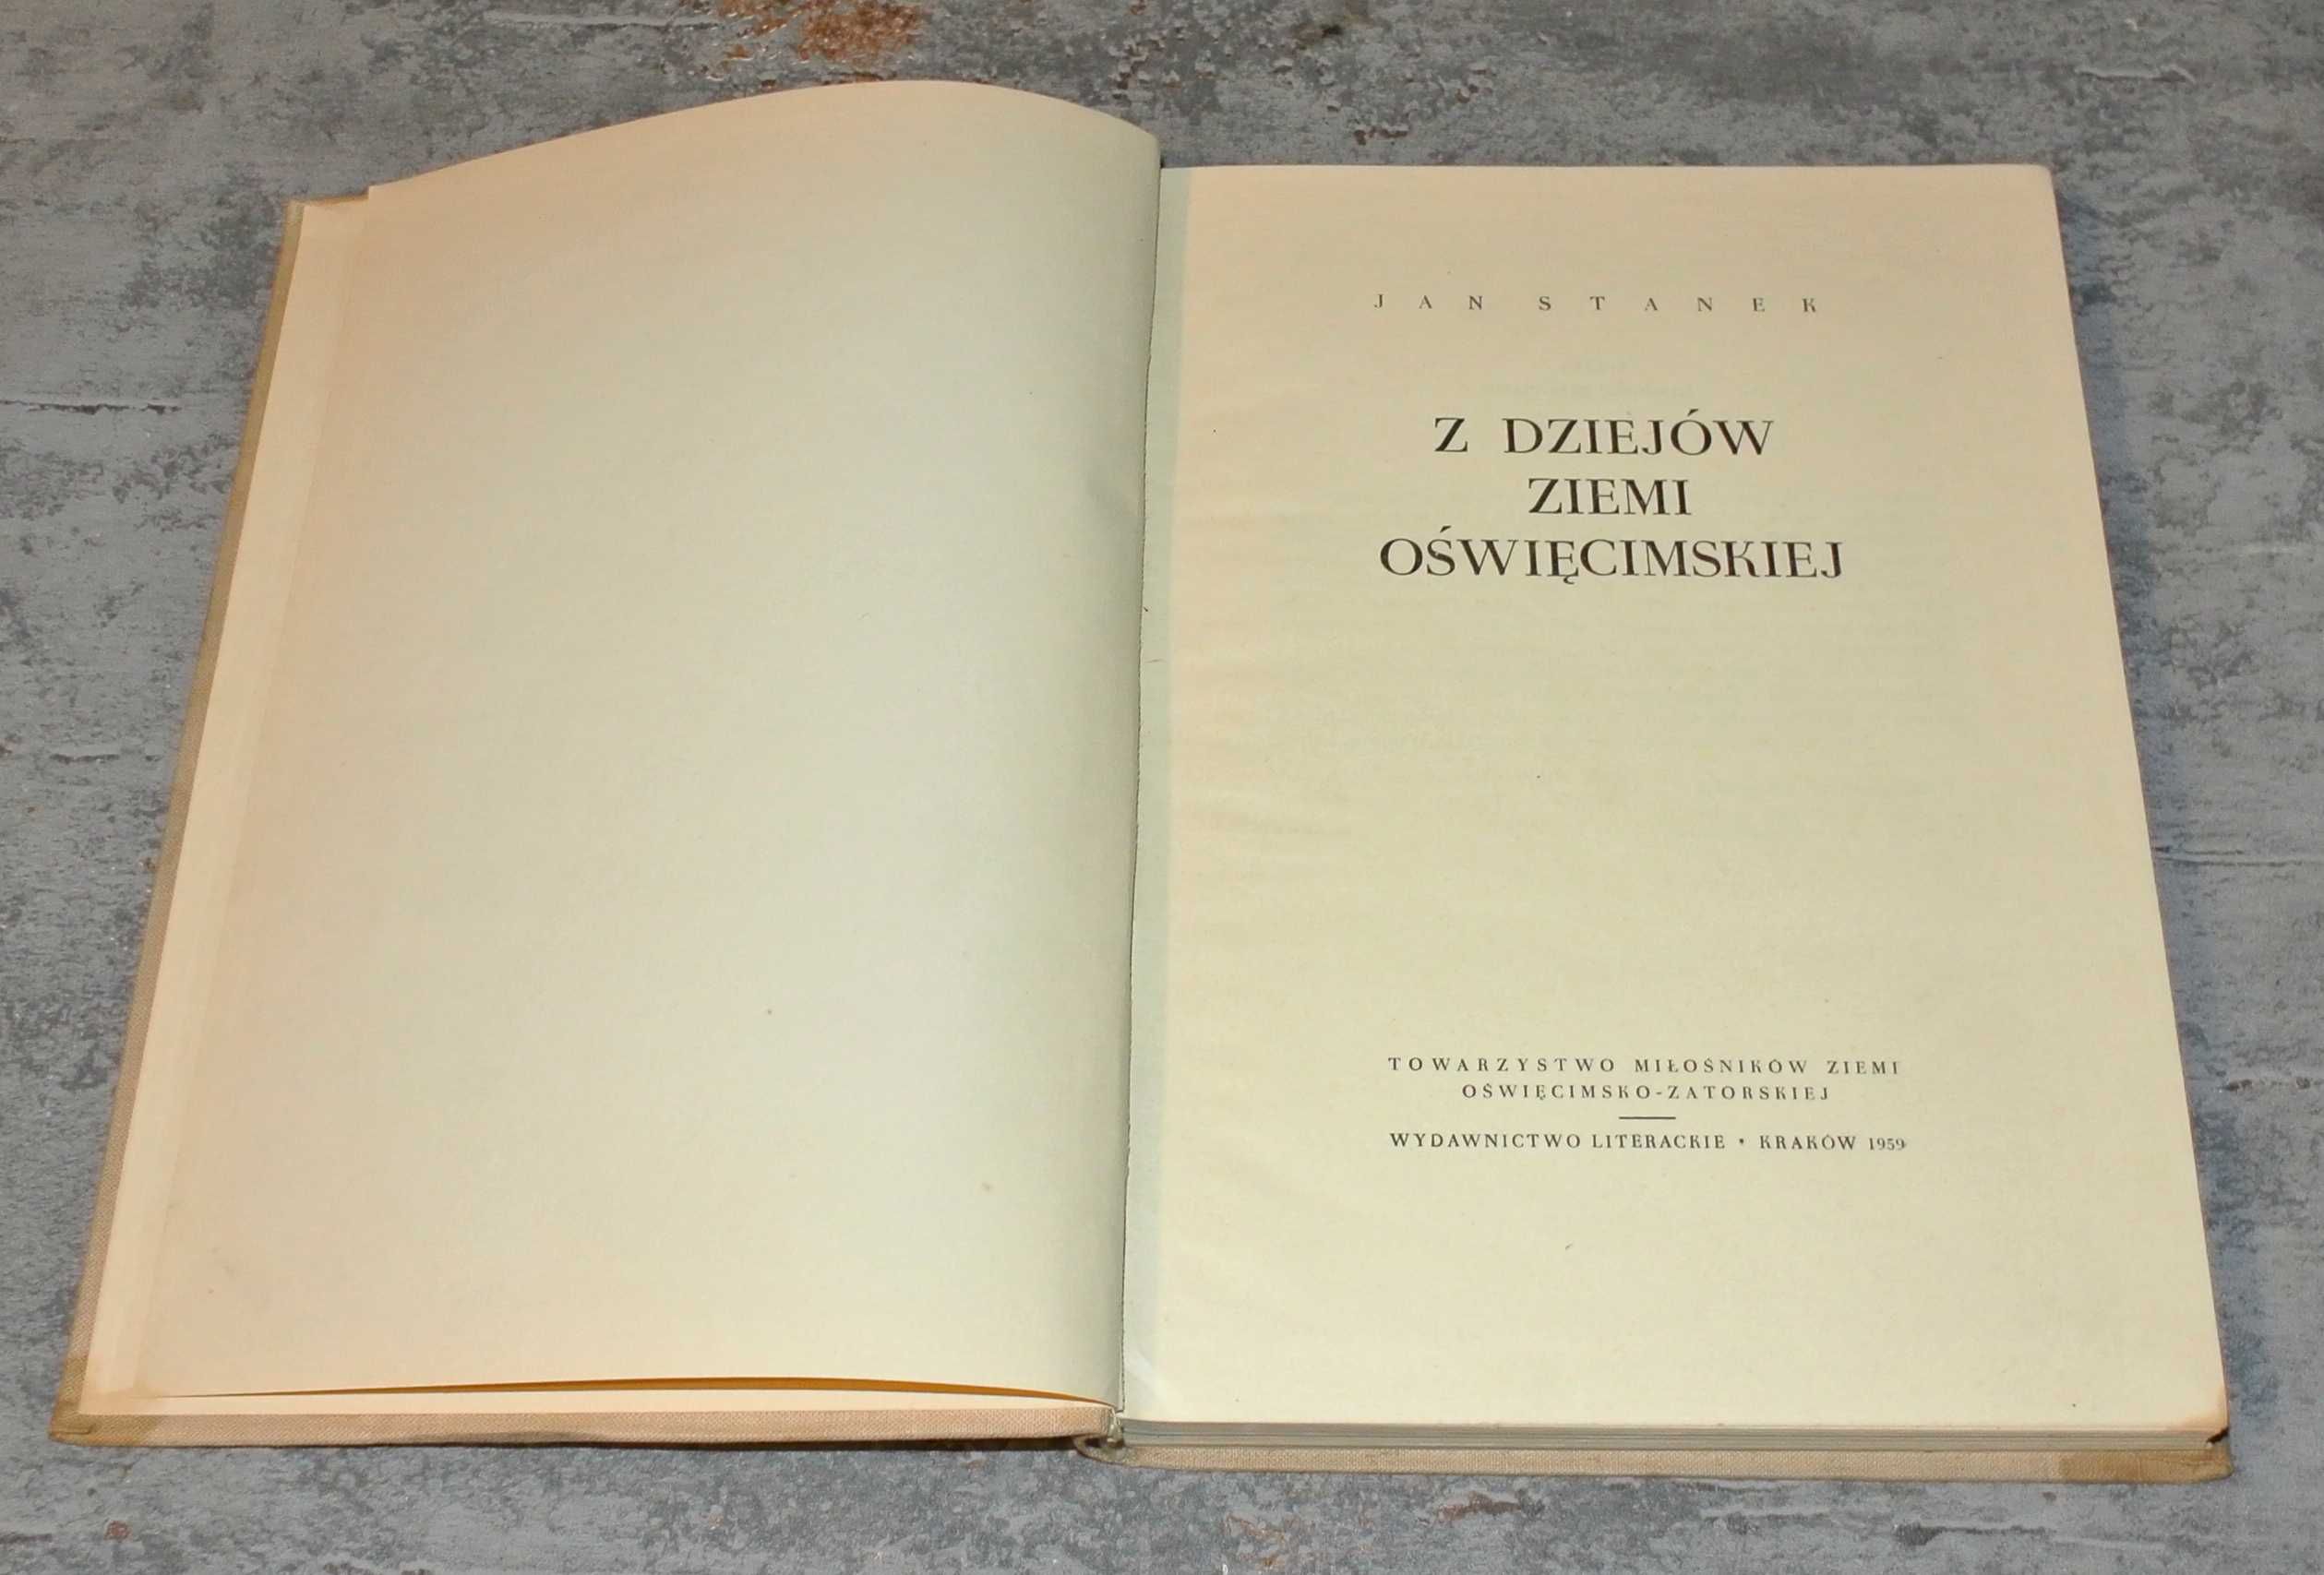 JAN STANEK
Z DZIEJÓW
ZIEMI
OŚWIĘCIMSKIEJ
TOWARZYSTWO MIŁOŚNIKÓW ZIEMI
OŚWIĘCIMSKO-ZATORSKIEJ
WYDAWNICTWO LITERACKIE • KRAKÓW 1959